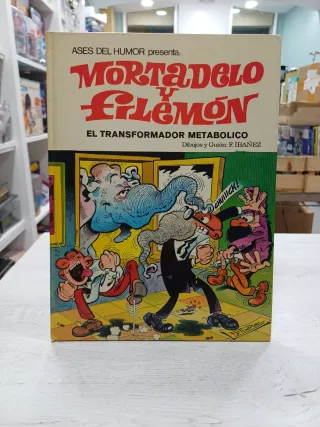 ASES DEL HUMOR presenta.
MORTADELO
Y
FILEMÓN
EL TRANSFORMADOR METABOLICO
Dibujos y Guión: F. IBAÑEZ